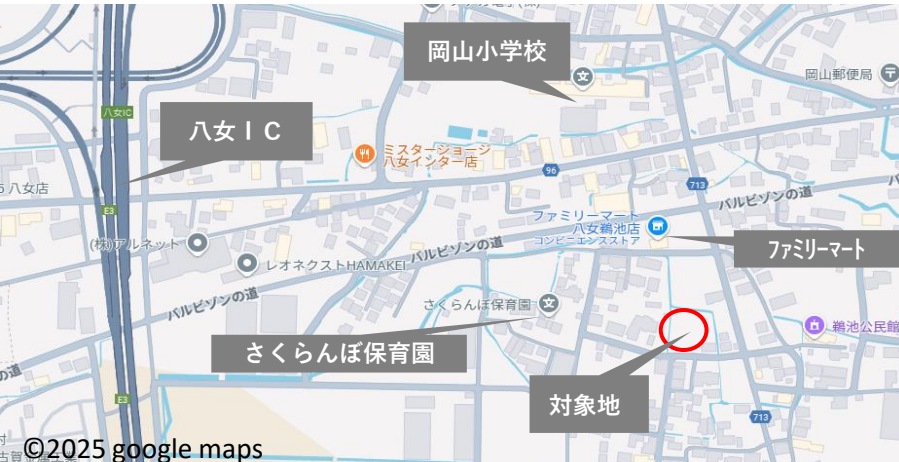 岡山小学校
岡山郵便局
八女IC
八女ＩＣ
ミスタージョージ
八女インター店
96
713
八女店
E3
バルビゾンの道
ファミリーマート
八女鵜池店
コンビニエンスストア
ﾌｧﾐﾘｰﾏｰﾄ
(株)アルネット
レオネクストHAMAKEI
バルビゾンの道
バルビゾンの道
さくらんぼ保育園
鵜池公民館
さくらんぼ保育園
対象地
E3
713
の道
©2025 google maps